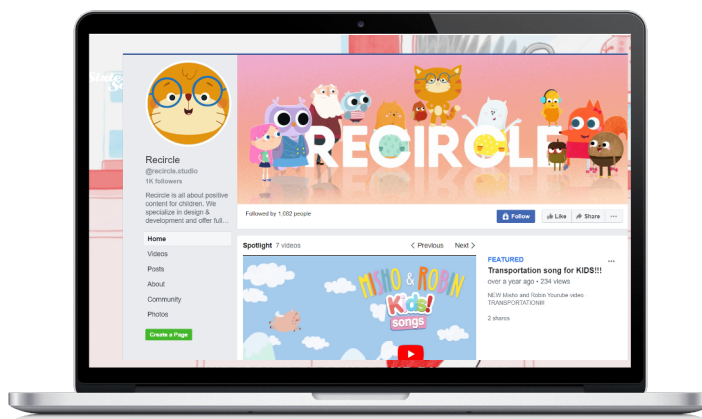 RECIRCLE
Recircle
@recircle.studio
1K followers
Recircle is all about positive
content for children. We
specialize in design &
development and offer full...
Home
Videos
Posts
About
Community
Photos
Create a Page
Followed by 1,082 people
Follow
Like
Share
Spotlight 7 videos
Previous
Next
MISHO & ROBIN
Kids!
songs
FEATURED
Transportation song for KIDS!!!
over a year ago • 234 views
NEW Misho and Robin Youtube video
TRANSPORTATION!!!
2 shares